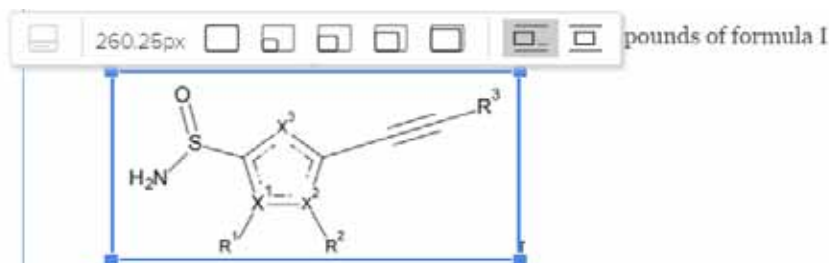 260.25px
pounds of formula I
O
R3
X3
S
H2N
X1 X2
R1 R2 r